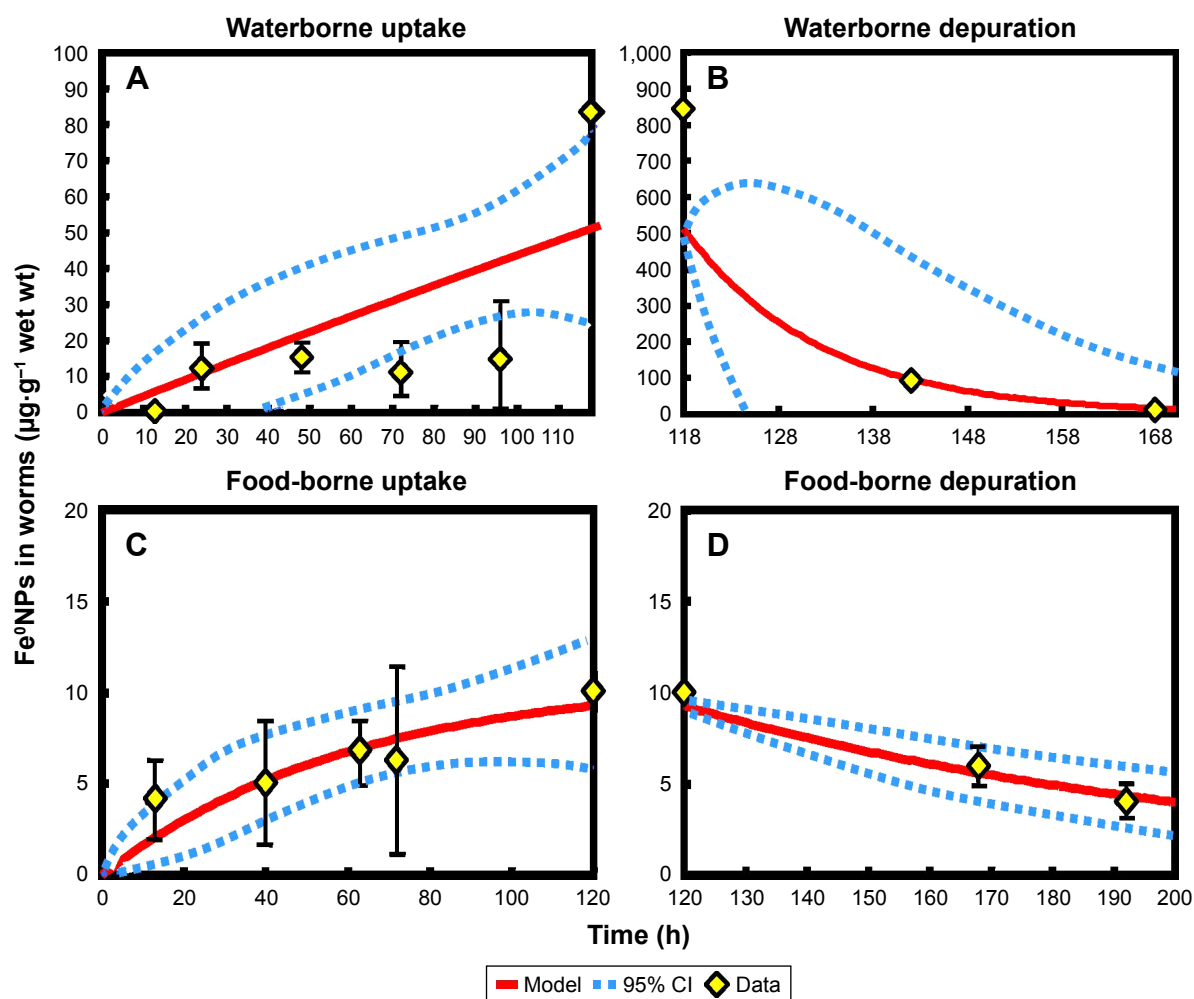 Waterborne uptake
Waterborne depuration
A
100
90
80
70
60
50
40
30
20
10
0
0 10 20 30 40 50 60 70 80 90 100 110
B
1,000
900
800
700
600
500
400
300
200
100
0
118 128 138 148 158 168
Fe⁰NPs in worms (µg·g⁻¹ wet wt)
Food-borne uptake
Food-borne depuration
C
20
15
10
5
0
0 20 40 60 80 100 120
D
20
15
10
5
0
120 130 140 150 160 170 180 190 200
Time (h)
Model 95% CI Data